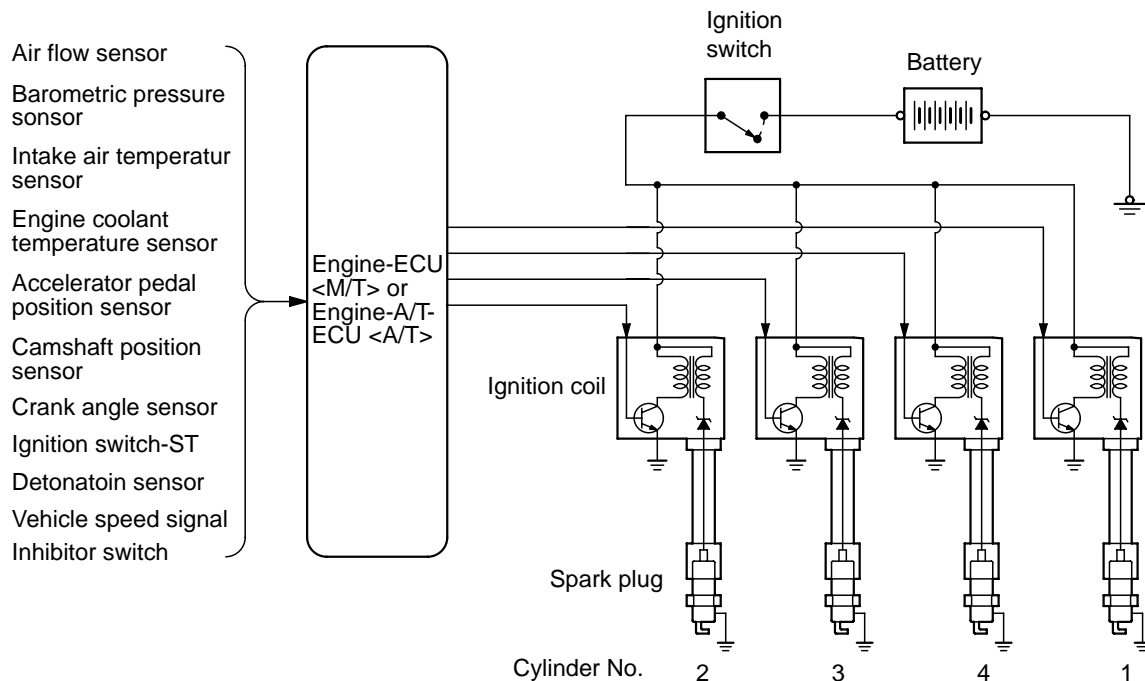 Air flow sensor
Barometric pressure
sonsor
Intake air temperatur
sensor
Engine coolant
temperature sensor
Accelerator pedal
position sensor
Camshaft position
sensor
Crank angle sensor
Ignition switch-ST
Detonatoin sensor
Vehicle speed signal
Inhibitor switch
Engine-ECU
<M/T> or
Engine-A/T-
ECU <A/T>
Ignition
switch
Battery
Ignition coil
Spark plug
Cylinder No. 2 3 4 1